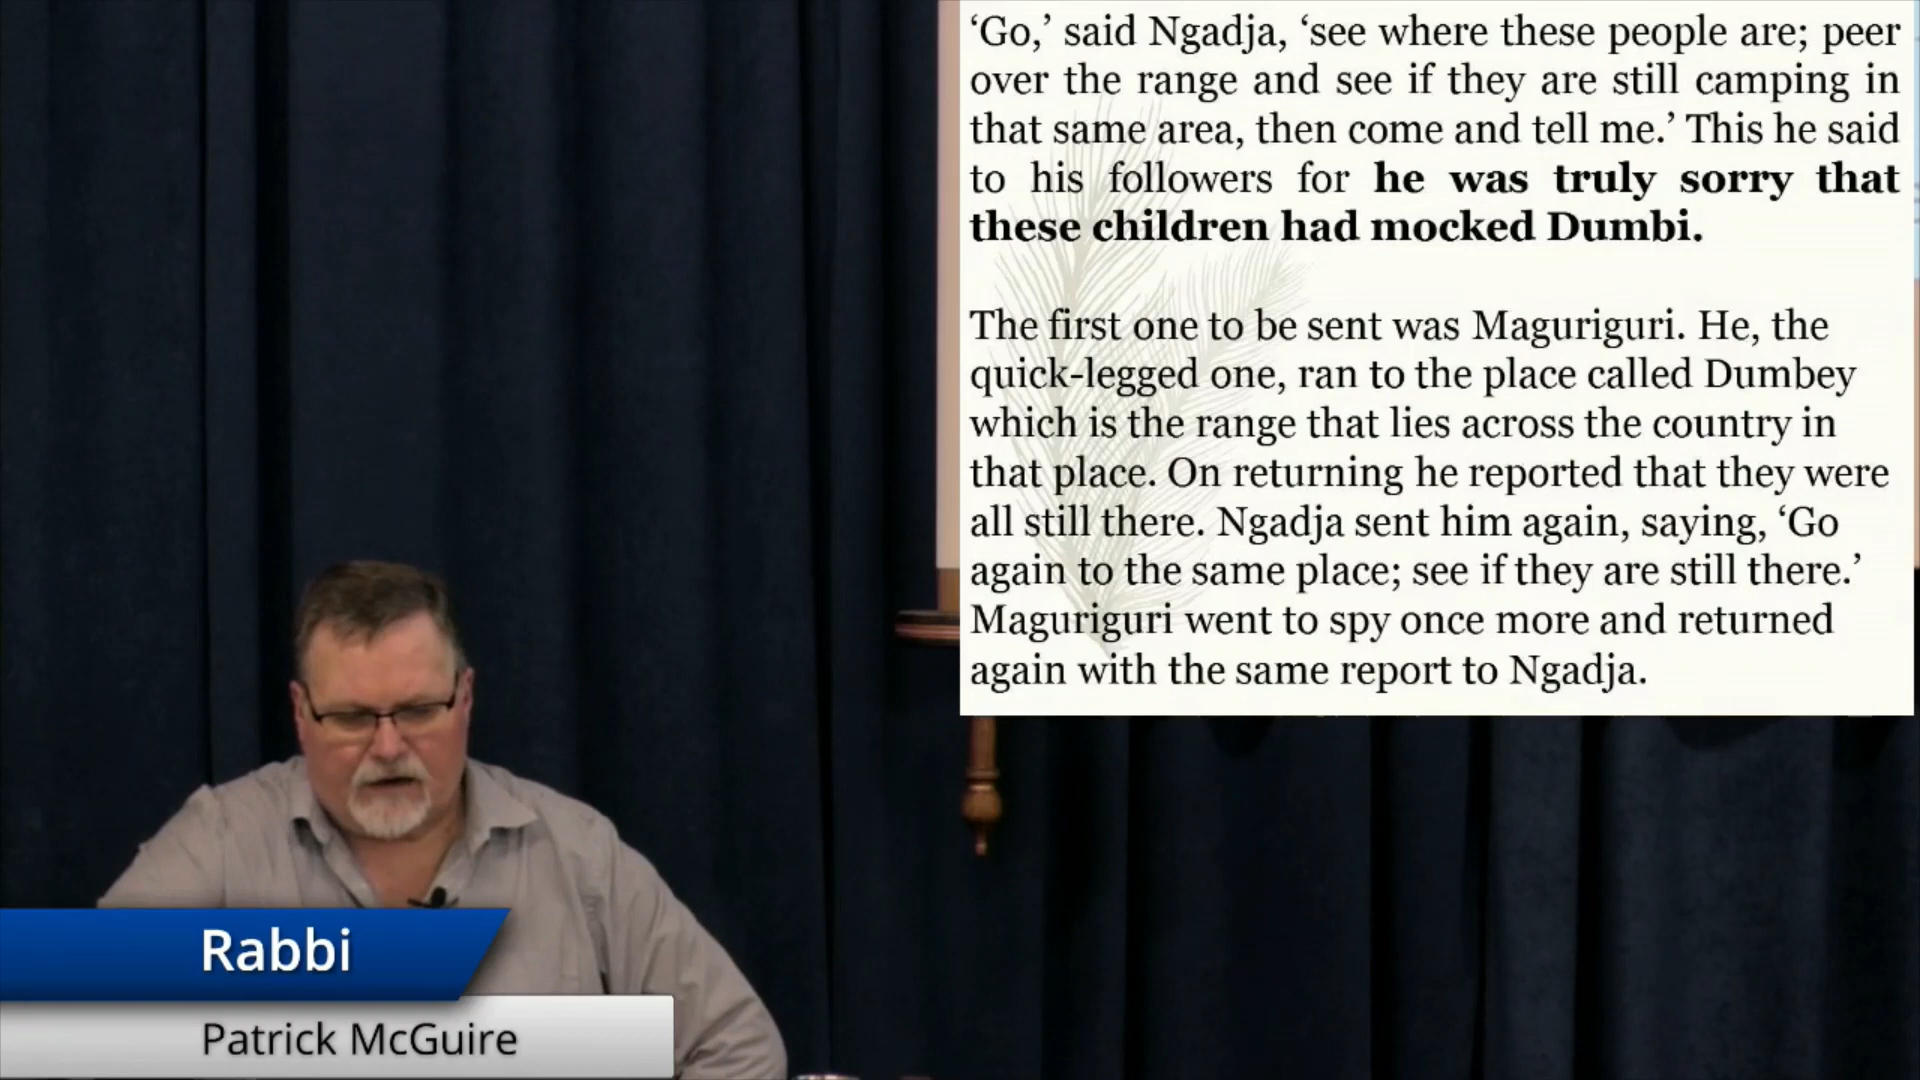 ‘Go,’ said Ngadja, ‘see where these people are; peer
over the range and see if they are still camping in
that same area, then come and tell me.’ This he said
to his followers for he was truly sorry that
these children had mocked Dumbi.
The first one to be sent was Maguriguri. He, the
quick-legged one, ran to the place called Dumbey
which is the range that lies across the country in
that place. On returning he reported that they were
all still there. Ngadja sent him again, saying, ‘Go
again to the same place; see if they are still there.’
Maguriguri went to spy once more and returned
again with the same report to Ngadja.
Rabbi
Patrick McGuire